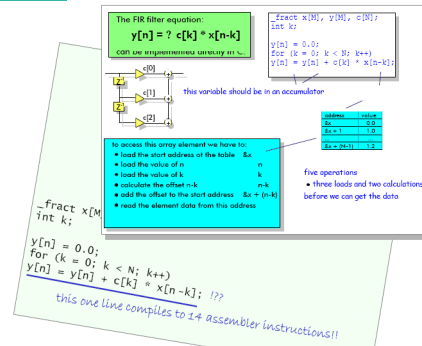 The FIR filter equation:
y[n] = ? c[k] * x[n-k]
can be implemented directly in C:
_fract x[M], y[M], c[N];
int k;
y[n] = 0.0;
for (k = 0; k < N; k++)
y[n] = y[n] + c[k] * x[n-k];
c[0]
Z
c[1]
Z
c[2]
this variable should be in an accumulator
address value
&x 0.0
&x + 1 1.0
... ...
&x + (N-1) 1.2
to access this array element we have to:
• load the start address at the table &x
• load the value of n n
• load the value of k k
• calculate the offset n-k n-k
• add the offset to the start address &x + (n-k)
• read the element data from this address
five operations
• three loads and two calculations
before we can get the data
_fract x[M
int k;
y[n] = 0.0;
for (k = 0; k < N; k++)
y[n] = y[n] + c[k] * x[n-k]; !??
this one line compiles to 14 assembler instructions!!